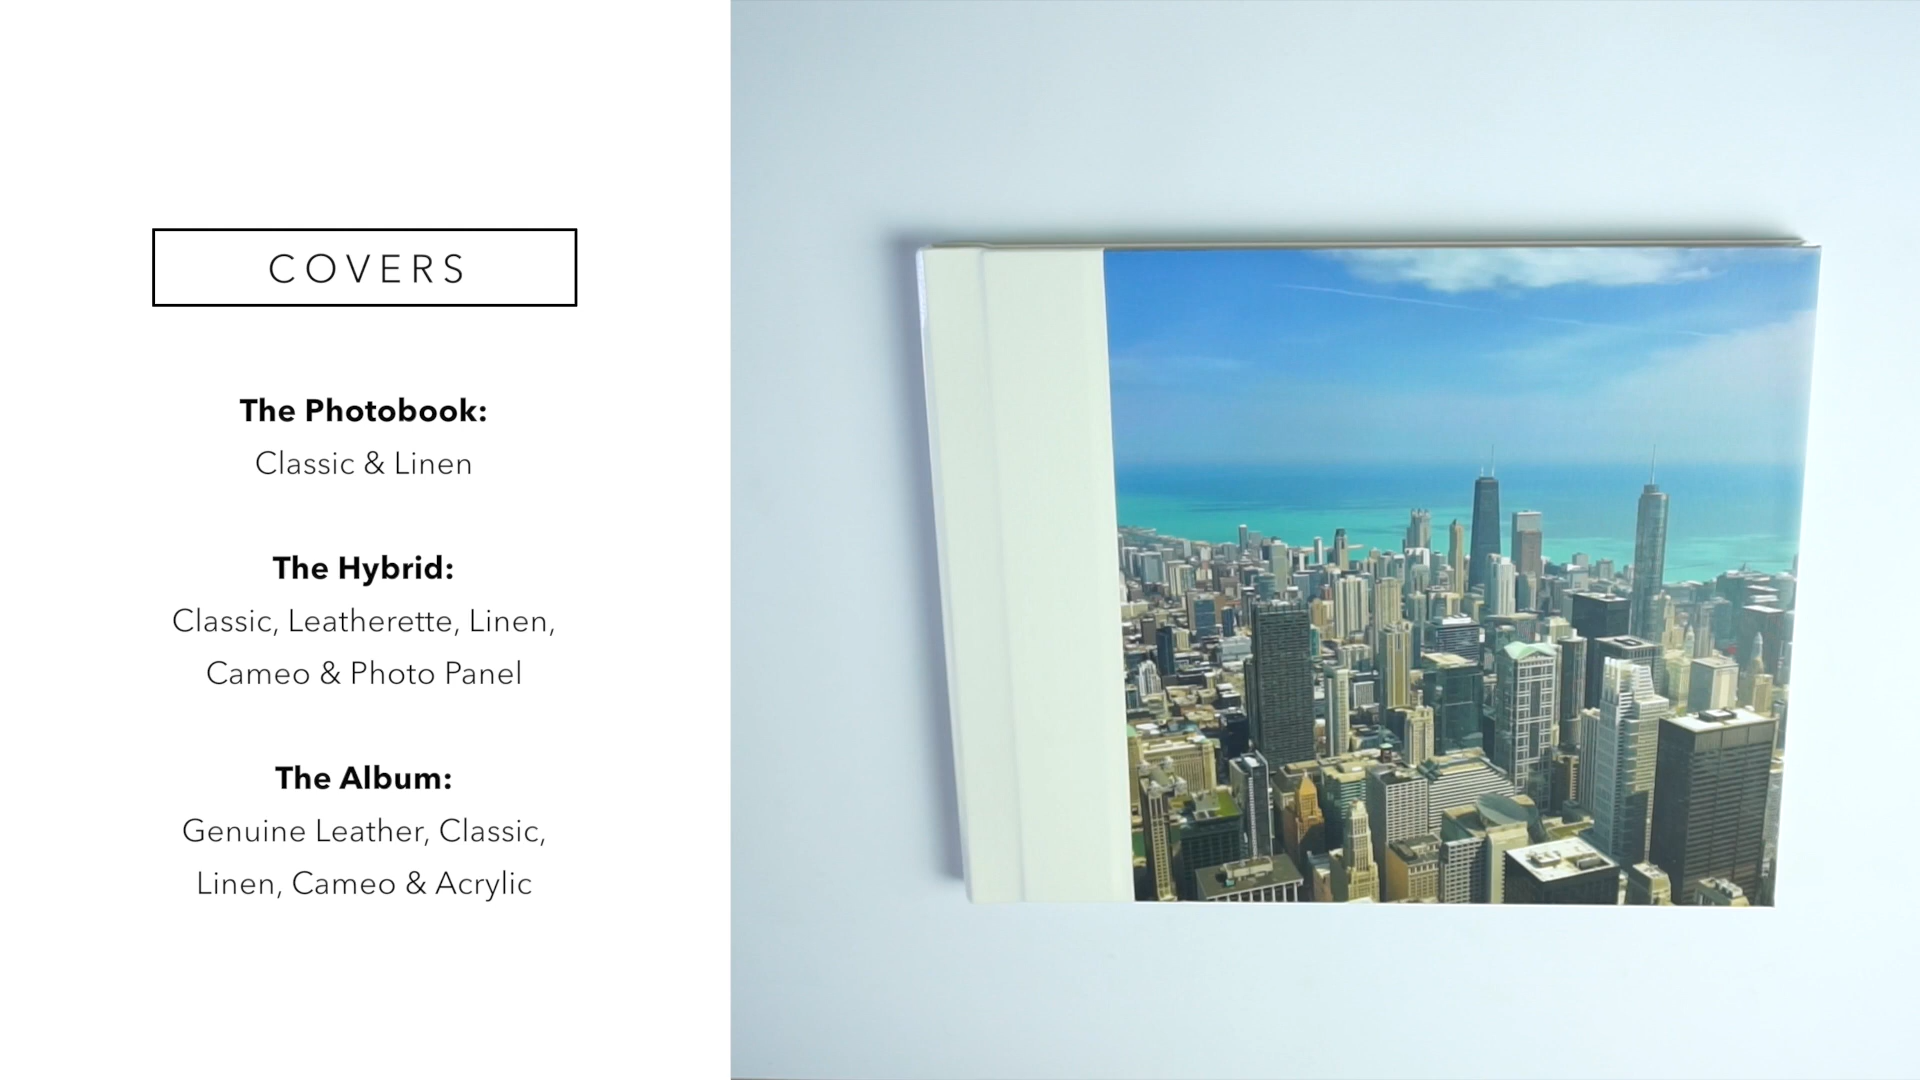 COVERS
The Photobook:
Classic & Linen
The Hybrid:
Classic, Leatherette, Linen,
Cameo & Photo Panel
The Album:
Genuine Leather, Classic,
Linen, Cameo & Acrylic